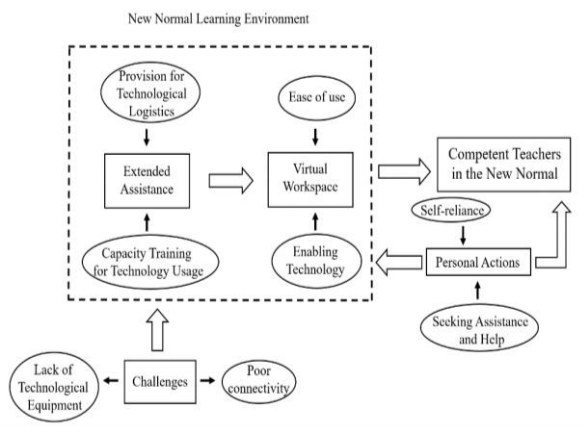 New Normal Learning Environment
Provision for
Technological
Logistics
Ease of use
Extended
Assistance
Virtual
Workspace
Competent Teachers
in the New Normal
Self-reliance
Capacity Training
for Technology Usage
Enabling
Technology
Personal Actions
Seeking Assistance
and Help
Lack of
Technological
Equipment
Challenges
Poor
connectivity